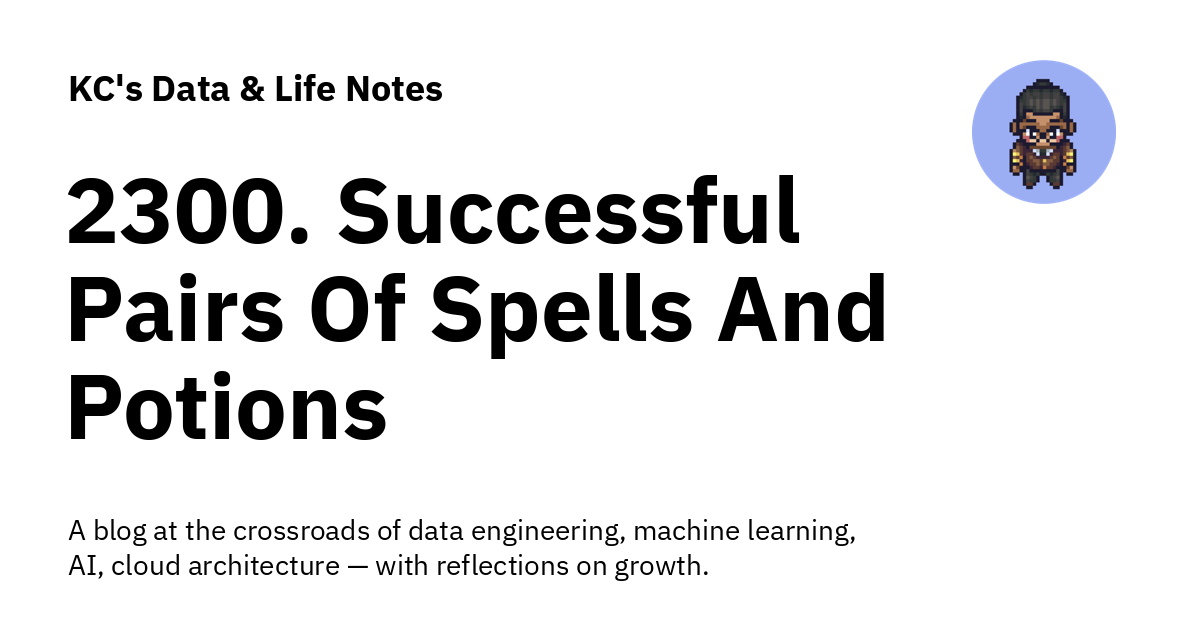 KC's Data & Life Notes
2300. Successful
Pairs Of Spells And
Potions
A blog at the crossroads of data engineering, machine learning,
AI, cloud architecture — with reflections on growth.